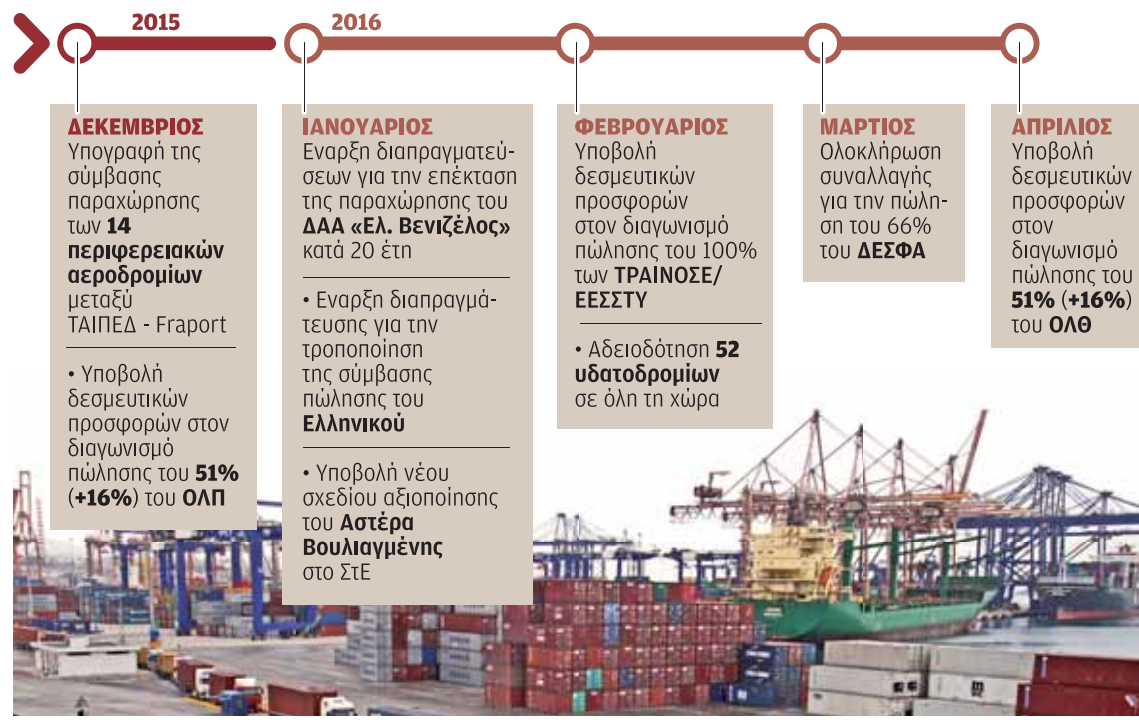 2015
2016
ΔΕΚΕΜΒΡΙΟΣ
Υπογραφή της
σύμβασης
παραχώρησης
των 14
περιφερειακών
αεροδρομίων
μεταξύ
ΤΑΙΠΕΔ - Fraport
• Υποβολή
δεσμευτικών
προσφορών στον
διαγωνισμό
πώλησης του 51%
(+16%) του ΟΛΠ
ΙΑΝΟΥΑΡΙΟΣ
Εναρξη διαπραγματεύ-
σεων για την επέκταση
της παραχώρησης του
ΔΑΑ «Ελ. Βενιζέλος»
κατά 20 έτη
• Εναρξη διαπραγμά-
τευσης για την
τροποποίηση
της σύμβασης
πώλησης του
Ελληνικού
• Υποβολή νέου
σχεδίου αξιοποίησης
του Αστέρα
Βουλιαγμένης
στο ΣτΕ
ΦΕΒΡΟΥΑΡΙΟΣ
Υποβολή
δεσμευτικών
προσφορών
στον διαγωνισμό
πώλησης του 100%
των ΤΡΑΙΝΟΣΕ/
ΕΕΣΣΤΥ
• Αδειοδότηση 52
υδατοδρομίων
σε όλη τη χώρα
ΜΑΡΤΙΟΣ
Ολοκλήρωση
συναλλαγής
για την πώλη-
ση του 66%
του ΔΕΣΦΑ
ΑΠΡΙΛΙΟΣ
Υποβολή
δεσμευτικών
προσφορών
στον
διαγωνισμό
πώλησης του
51% (+16%)
του ΟΛΘ